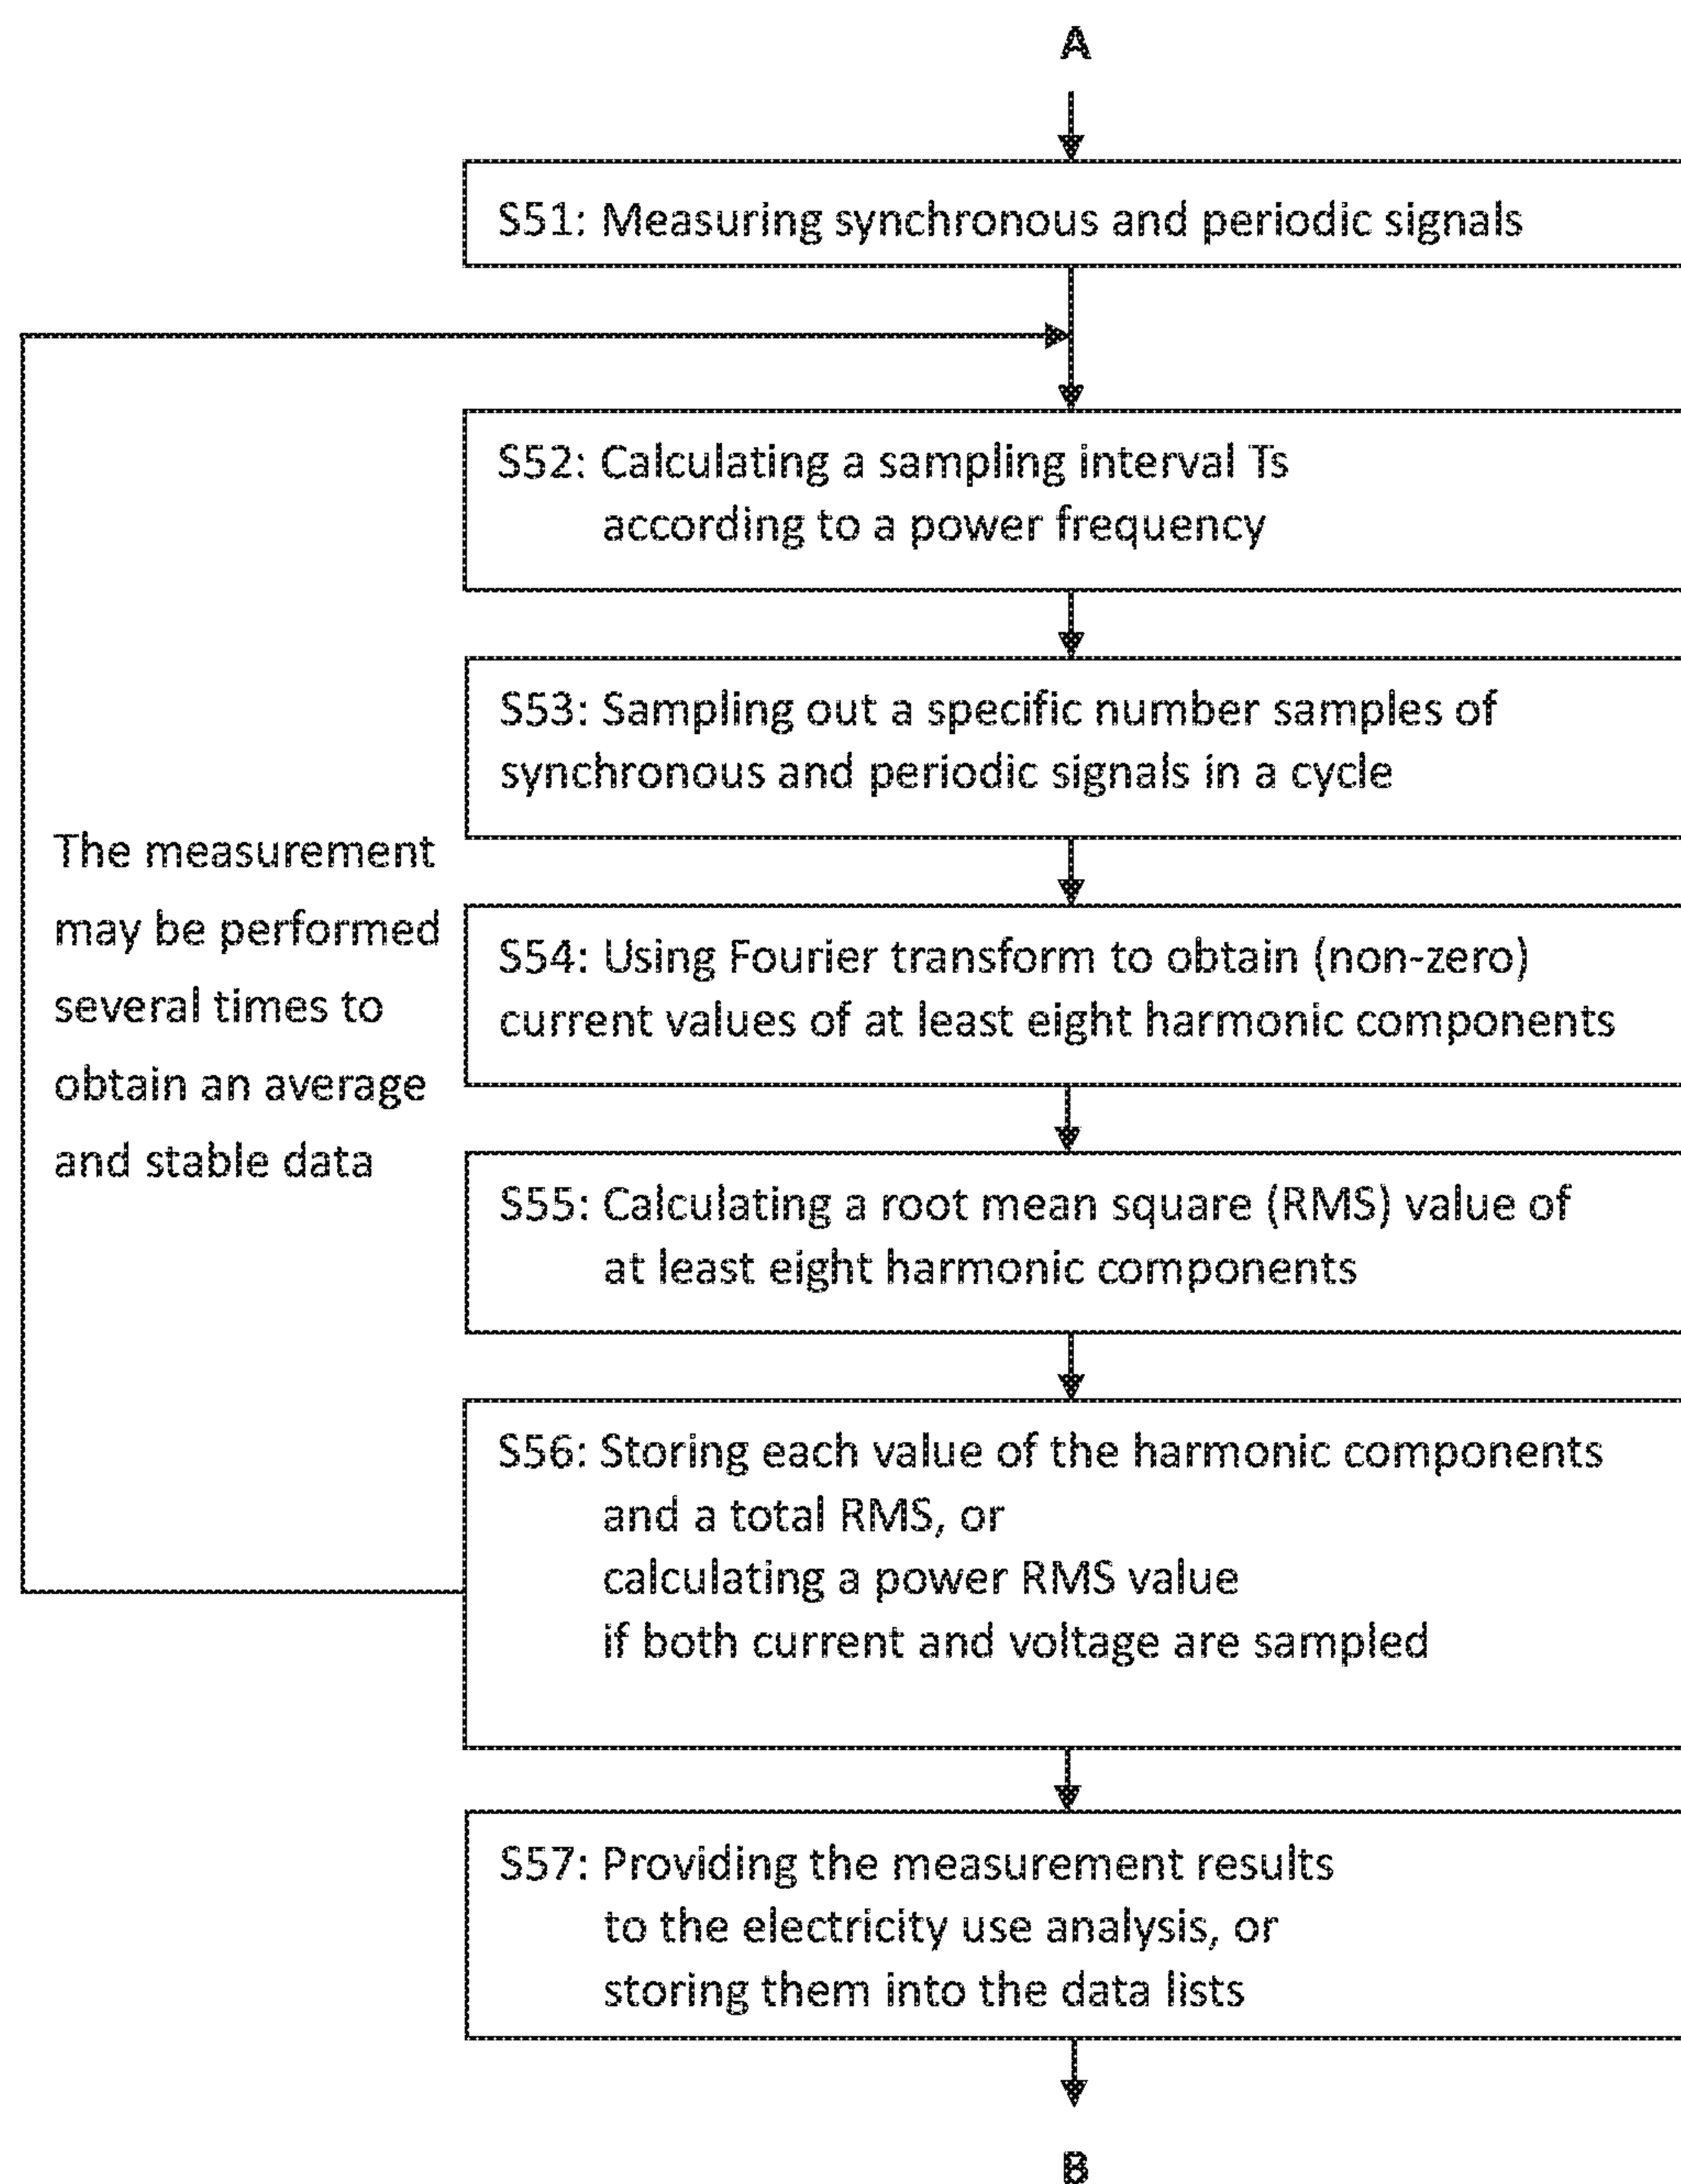 A
S51: Measuring synchronous and periodic signals
S52: Calculating a sampling interval Ts
according to a power frequency
S53: Sampling out a specific number samples of
synchronous and periodic signals in a cycle
The measurement
may be performed
several times to
obtain an average
and stable data
S54: Using Fourier transform to obtain (non-zero)
current values of at least eight harmonic components
S55: Calculating a root mean square (RMS) value of
at least eight harmonic components
S56: Storing each value of the harmonic components
and a total RMS, or
calculating a power RMS value
if both current and voltage are sampled
S57: Providing the measurement results
to the electricity use analysis, or
storing them into the data lists
B